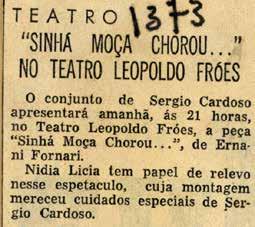 TEATRO
1373
"SINHÁ MOÇA CHOROU..."
NO TEATRO LEOPOLDO FRÓES
O conjunto de Sergio Cardoso
apresentará amanhã, ás 21 horas,
no Teatro Leopoldo Fróes, a peça
"Sinhá Moça Chorou...", de Erna-
ni Fornari.
Nidia Licia tem papel de relevo
nesse espetaculo, cuja montagem
mereceu cuidados especiais de Ser-
gio Cardoso.